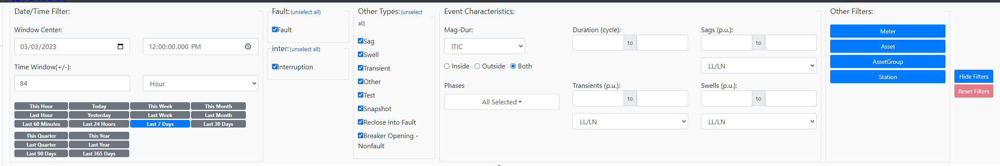 Date/Time Filter:
Window Center:
03/03/2023
12:00:00.000 PM
Time Window(+/-):
84
Hour
This Hour
Today
This Week
This Month
Last Hour
Yesterday
Last Week
Last Month
Last 60 Minutes
Last 24 Hours
Last 7 Days
Last 30 Days
This Quarter
This Year
Last Quarter
Last Year
Last 90 Days
Last 365 Days
Fault: (unselect all)
Fault
inter: (unselect all)
Interruption
Other Types: (unselect
all)
Sag
Swell
Transient
Other
Test
Snapshot
Reclose Into Fault
Breaker Opening -
Nonfault
Event Characteristics:
Mag-Dur:
ITIC
Inside
Outside
Both
Phases
All Selected
Duration (cycle):
to
Transients (p.u.):
to
LL/LN
Sags (p.u.):
to
LL/LN
Swells (p.u.):
to
LL/LN
Other Filters:
Meter
Asset
AssetGroup
Station
Hide Filters
Reset Filters